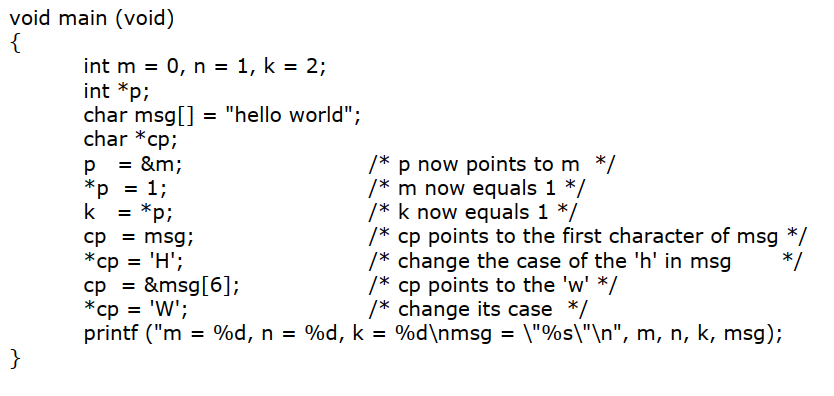 void main (void)
{
int m = 0, n = 1, k = 2;
int *p;
char msg[] = "hello world";
char *cp;
p = &m; /* p now points to m */
*p = 1; /* m now equals 1 */
k = *p; /* k now equals 1 */
cp = msg; /* cp points to the first character of msg */
*cp = 'H'; /* change the case of the 'h' in msg */
cp = &msg[6]; /* cp points to the 'w' */
*cp = 'W'; /* change its case */
printf ("m = %d, n = %d, k = %d\nmsg = \"%s\"\n", m, n, k, msg);
}